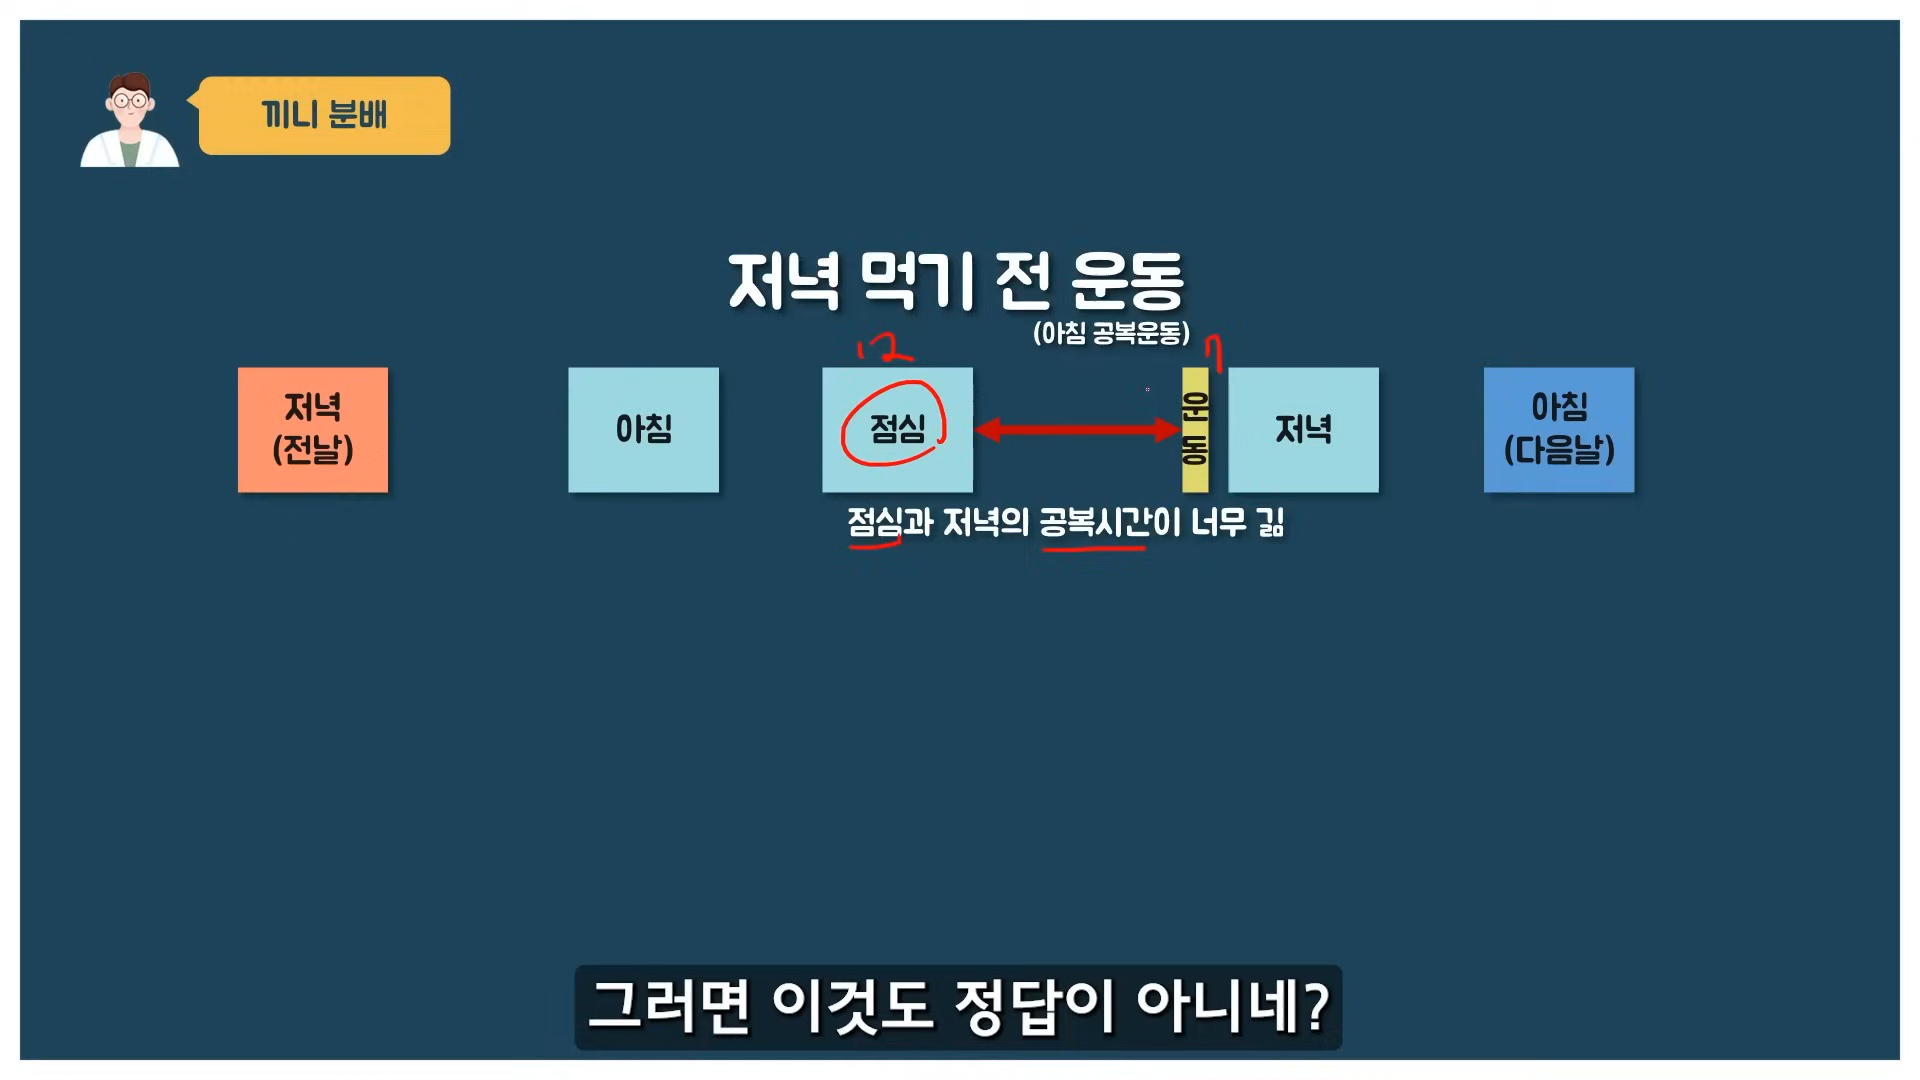 끼니 분배
저녁 먹기 전 운동
(아침 공복운동)
12
7
저녁
(전날)
아침
점심
운동
저녁
아침
(다음날)
점심과 저녁의 공복시간이 너무 긺
그러면 이것도 정답이 아니네?